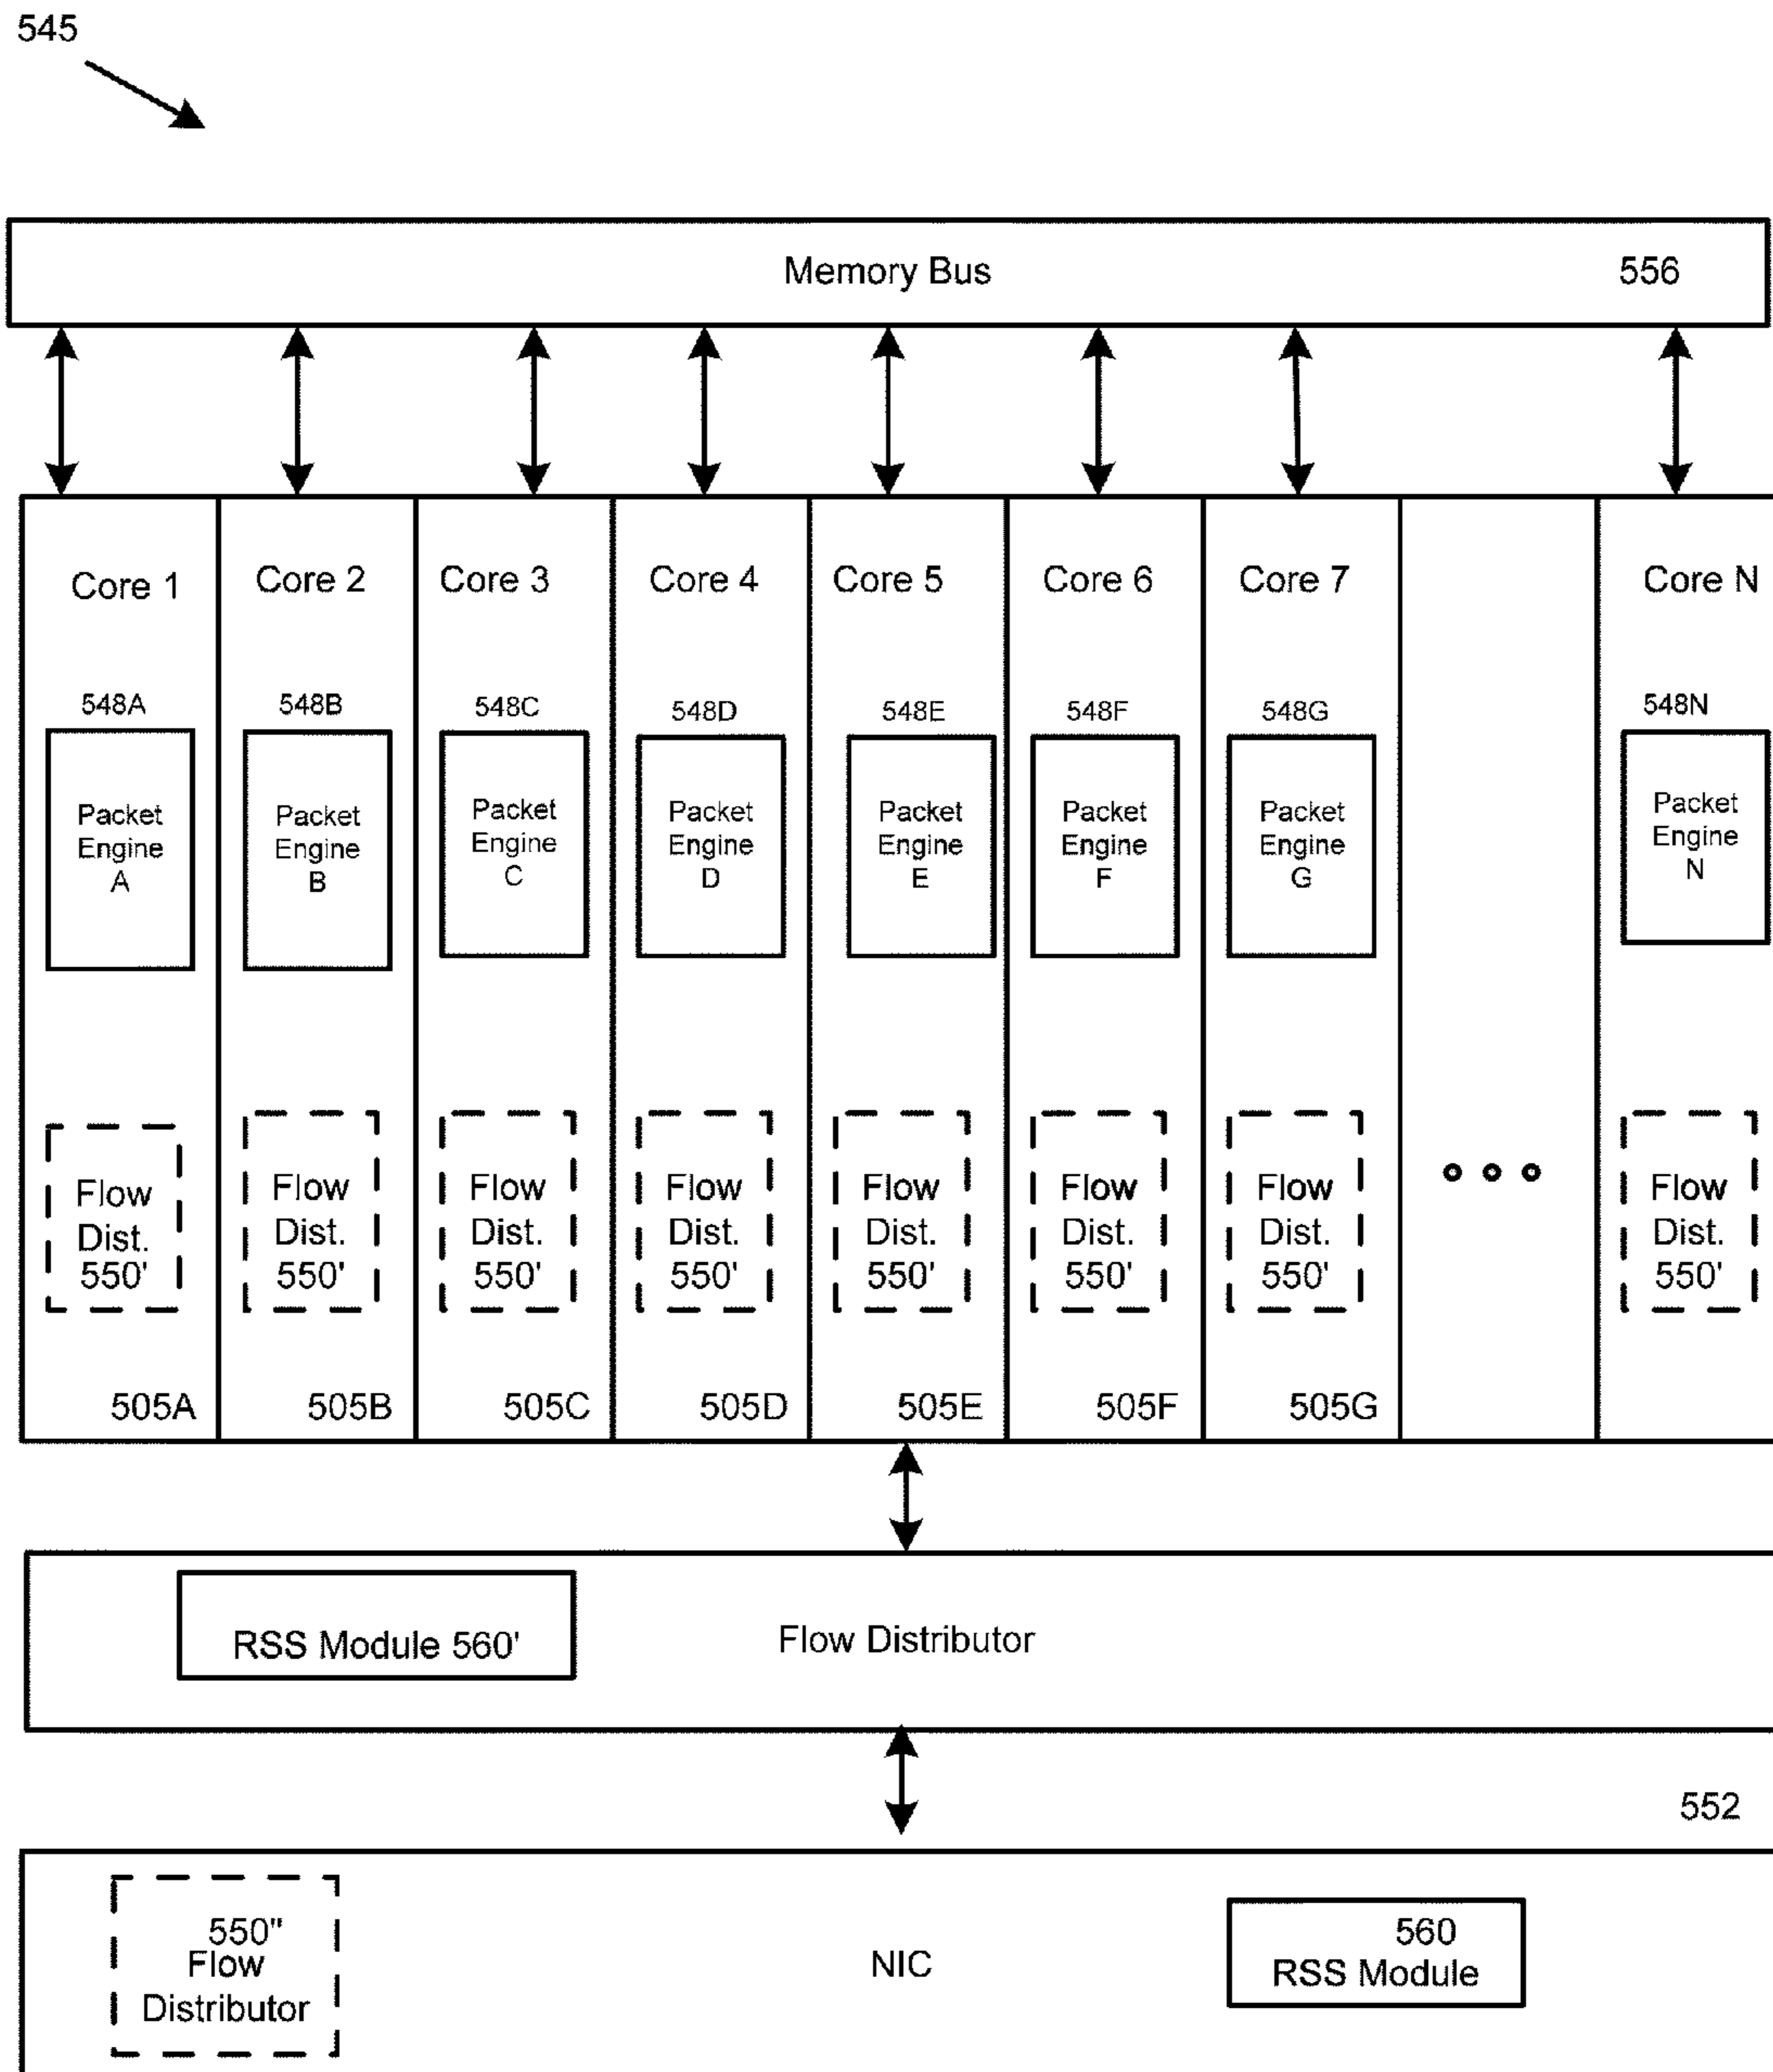 545
Memory Bus 556
Core 1 Core 2 Core 3 Core 4 Core 5 Core 6 Core 7 Core N
548A 548B 548C 548D 548E 548F 548G 548N
Packet
Engine
A
Packet
Engine
B
Packet
Engine
C
Packet
Engine
D
Packet
Engine
E
Packet
Engine
F
Packet
Engine
G
Packet
Engine
N
Flow
Dist.
550'
Flow
Dist.
550'
Flow
Dist.
550'
Flow
Dist.
550'
Flow
Dist.
550'
Flow
Dist.
550'
Flow
Dist.
550'
Flow
Dist.
550'
505A 505B 505C 505D 505E 505F 505G
RSS Module 560' Flow Distributor
552
550"
Flow
Distributor
NIC
560
RSS Module